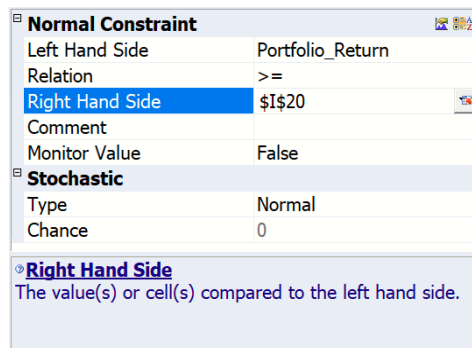 Normal Constraint
Left Hand Side Portfolio_Return
Relation >=
Right Hand Side $I$20
Comment
Monitor Value False
Stochastic
Type Normal
Chance 0
Right Hand Side
The value(s) or cell(s) compared to the left hand side.